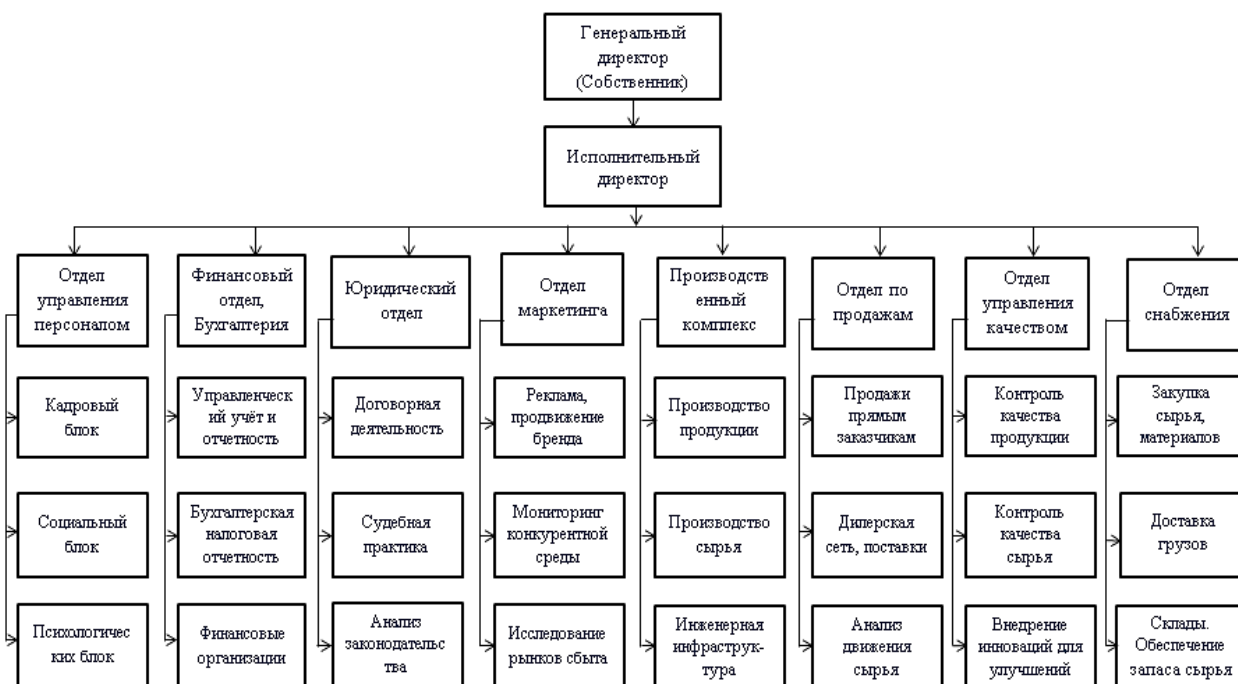 Генеральный
директор
(Собственник)
Исполнительный
директор
Отдел
управления
персоналом
Финансовый
отдел,
Бухгалтерия
Юридический
отдел
Отдел
маркетинга
Производств
енный
комплекс
Отдел по
продажам
Отдел
управления
качеством
Отдел
снабжения
Кадровый
блок
Управленческ
ий учёт и
отчетность
Договорная
деятельность
Реклама,
продвижение
бренда
Производство
продукции
Продажи
прямым
заказчикам
Контроль
качества
продукции
Закупка
сырья,
материалов
Социальный
блок
Бухгалтерская
налоговая
отчетность
Судебная
практика
Мониторинг
конкурентной
среды
Производство
сырья
Дилерская
сеть, поставки
Контроль
качества
сырья
Доставка
грузов
Психологичес
ких блок
Финансовые
организации
Анализ
законодательс
тва
Исследование
рынков сбыта
Инженерная
инфраструк-
тура
Анализ
движения
сырья
Внедрение
инноваций для
улучшений
Склады.
Обеспечение
запаса сырья